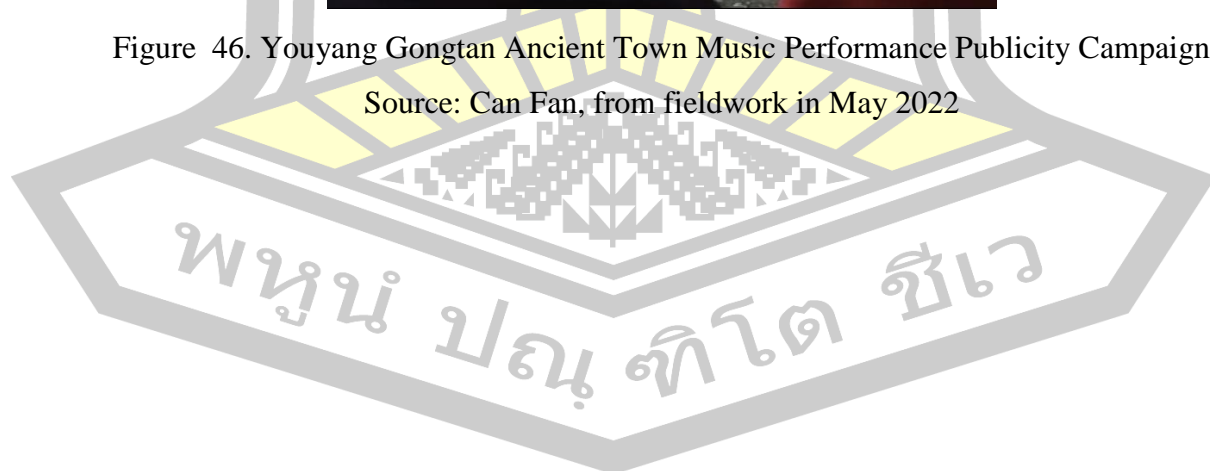 Figure 46. Youyang Gongtan Ancient Town Music Performance Publicity Campaign
Source: Can Fan, from fieldwork in May 2022
พหูนํ ปณฺฑิโต ชีเว